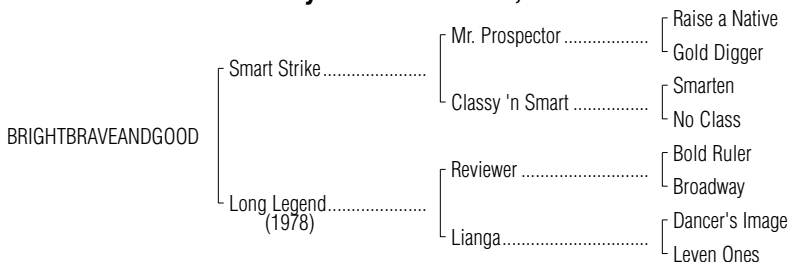 Raise a Native
Mr. Prospector ..................
Gold Digger
Smart Strike......................
Smarten
Classy 'n Smart ................
No Class
BRIGHTBRAVEANDGOOD
Bold Ruler
Reviewer ..........................
Broadway
Long Legend.....................
(1978)
Dancer's Image
Lianga..............................
Leven Ones